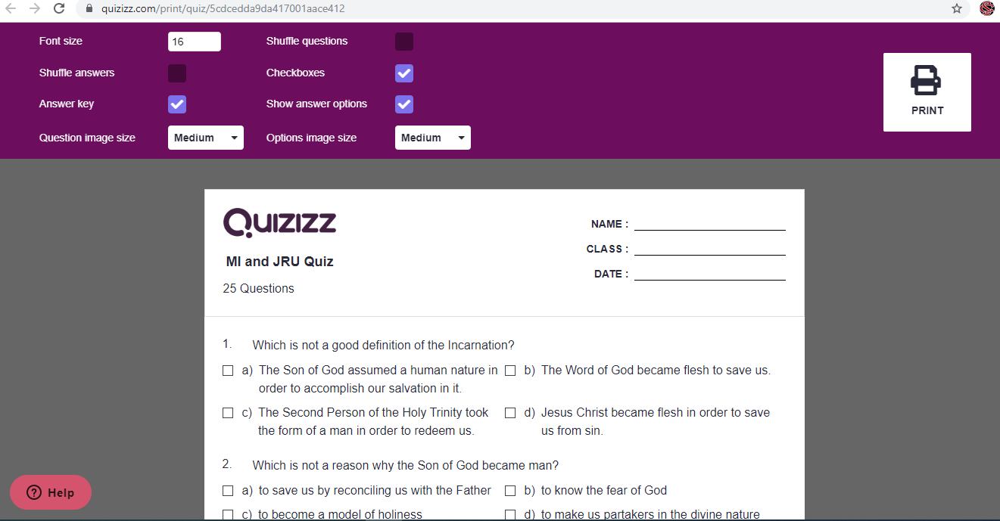 quizizz.com/print/quiz/5cdcedda9da417001aace412
Font size 16 Shuffle questions
Shuffle answers Checkboxes
Answer key Show answer options
Question image size Medium Options image size Medium
PRINT
Quizizz
NAME :
CLASS :
DATE :
MI and JRU Quiz
25 Questions
1. Which is not a good definition of the Incarnation?
a) The Son of God assumed a human nature in order to accomplish our salvation in it.
b) The Word of God became flesh to save us.
c) The Second Person of the Holy Trinity took the form of a man in order to redeem us.
d) Jesus Christ became flesh in order to save us from sin.
2. Which is not a reason why the Son of God became man?
a) to save us by reconciling us with the Father
b) to know the fear of God
c) to become a model of holiness
d) to make us partakers in the divine nature
Help